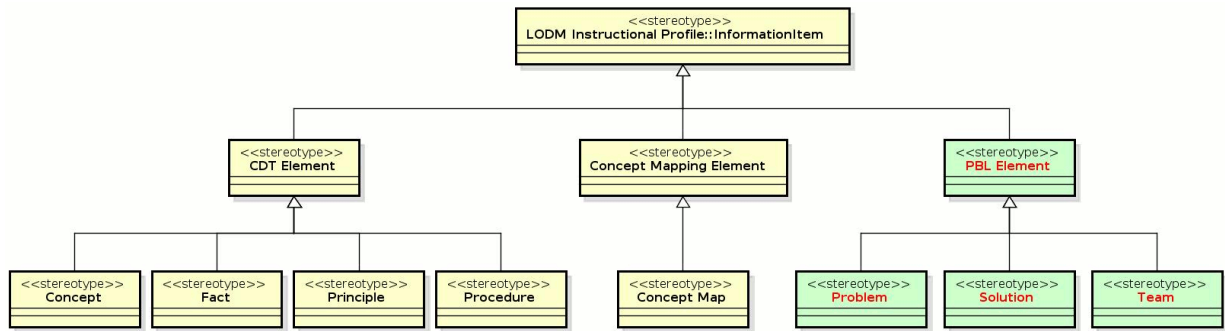 <<stereotype>>
LODM Instructional Profile::InformationItem
<<stereotype>>
CDT Element
<<stereotype>>
Concept Mapping Element
<<stereotype>>
PBL Element
<<stereotype>>
Concept
<<stereotype>>
Fact
<<stereotype>>
Principle
<<stereotype>>
Procedure
<<stereotype>>
Concept Map
<<stereotype>>
Problem
<<stereotype>>
Solution
<<stereotype>>
Team